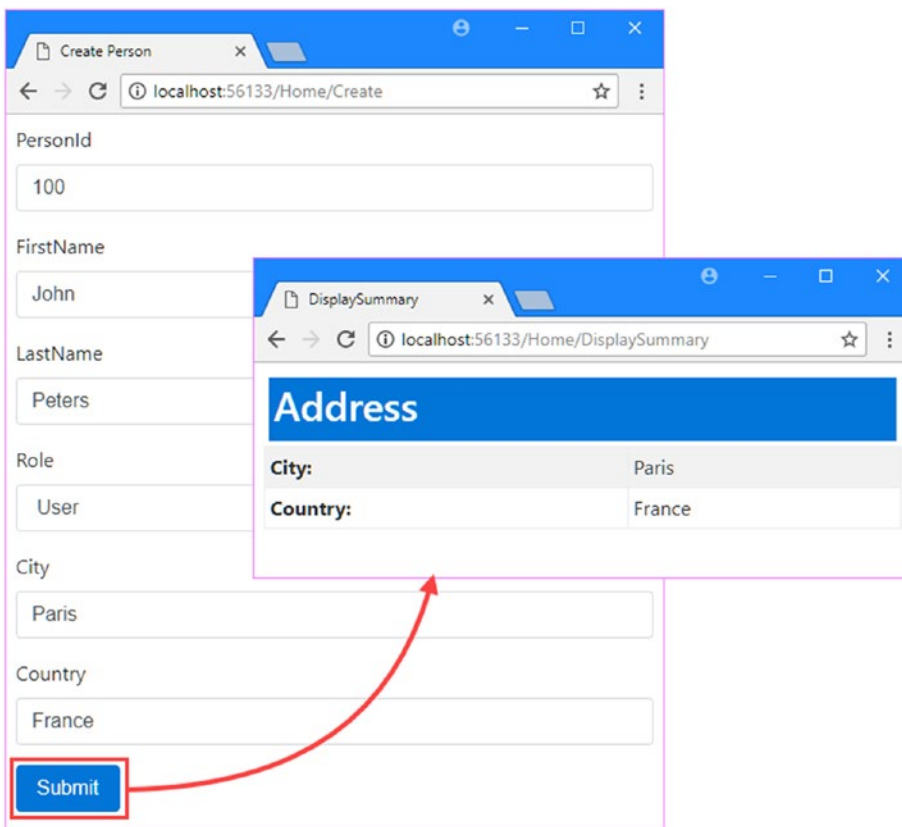 Create Person
localhost:56133/Home/Create
PersonId
100
FirstName
John
LastName
Peters
Role
User
City
Paris
Country
France
Submit
DisplaySummary
localhost:56133/Home/DisplaySummary
Address
City: Paris
Country: France